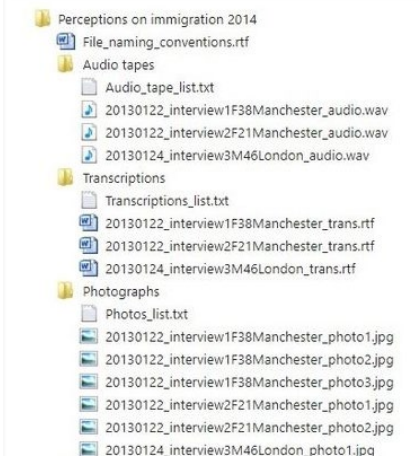 Perceptions on immigration 2014
File_naming_conventions.rtf
Audio tapes
Audio_tape_list.txt
20130122_interview1F38Manchester_audio.wav
20130122_interview2F21Manchester_audio.wav
20130124_interview3M46London_audio.wav
Transcriptions
Transcriptions_list.txt
20130122_interview1F38Manchester_trans.rtf
20130122_interview2F21Manchester_trans.rtf
20130124_interview3M46London_trans.rtf
Photographs
Photos_list.txt
20130122_interview1F38Manchester_photo1.jpg
20130122_interview1F38Manchester_photo2.jpg
20130122_interview1F38Manchester_photo3.jpg
20130122_interview2F21Manchester_photo1.jpg
20130122_interview2F21Manchester_photo2.jpg
20130124_interview3M46London_photo1.jpg